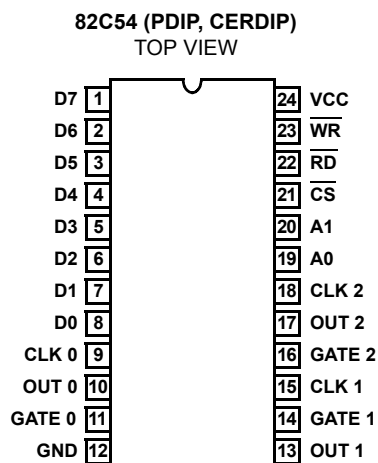 82C54 (PDIP, CERDIP)
TOP VIEW
D7 1 24 VCC
D6 2 23 W̅R̅
D5 3 22 R̅D̅
D4 4 21 C̅S̅
D3 5 20 A1
D2 6 19 A0
D1 7 18 CLK 2
D0 8 17 OUT 2
CLK 0 9 16 GATE 2
OUT 0 10 15 CLK 1
GATE 0 11 14 GATE 1
GND 12 13 OUT 1